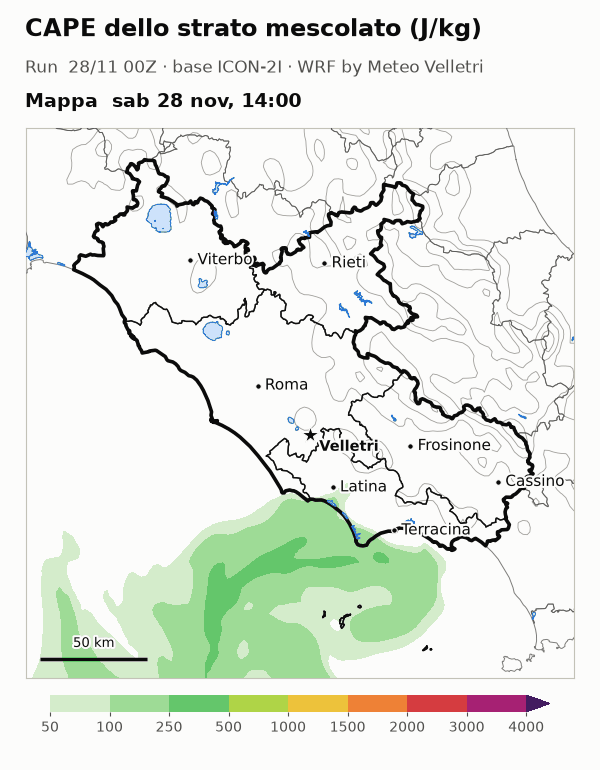 CAPE dello strato mescolato (J/kg)
Run  28/11 00Z · base ICON-2I · WRF by Meteo Velletri
Mappa  sab 28 nov, 14:00
Viterbo
Rieti
Roma
Velletri
Frosinone
Cassino
Latina
Terracina
50 km
50 100 250 500 1000 1500 2000 3000 4000